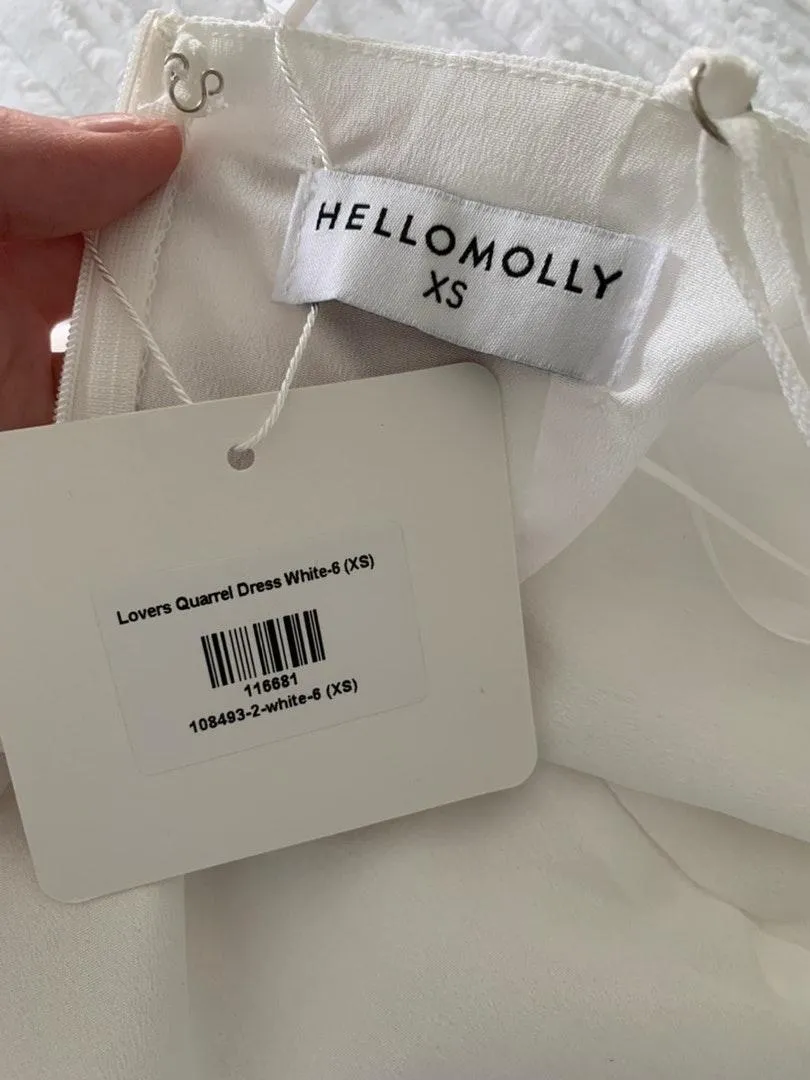 HELLOMOLLY
XS
Lovers Quarrel Dress White-6 (XS)
116681
108493-2-white-6 (XS)